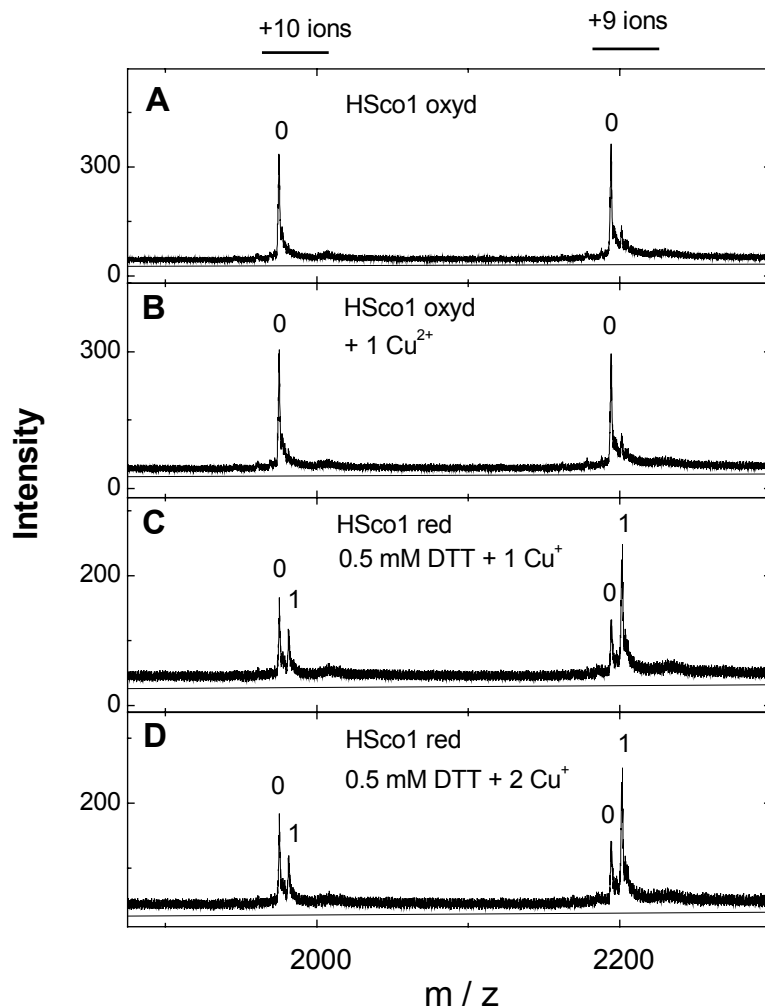 +10 ions +9 ions
A HSco1 oxyd
0 0
300
0
B HSco1 oxyd
+ 1 Cu²⁺
0 0
300
0
C HSco1 red
0.5 mM DTT + 1 Cu⁺
1
0 0
1
200
0
D HSco1 red
0.5 mM DTT + 2 Cu⁺
1
0 0
1
200
Intensity
2000 2200
m / z